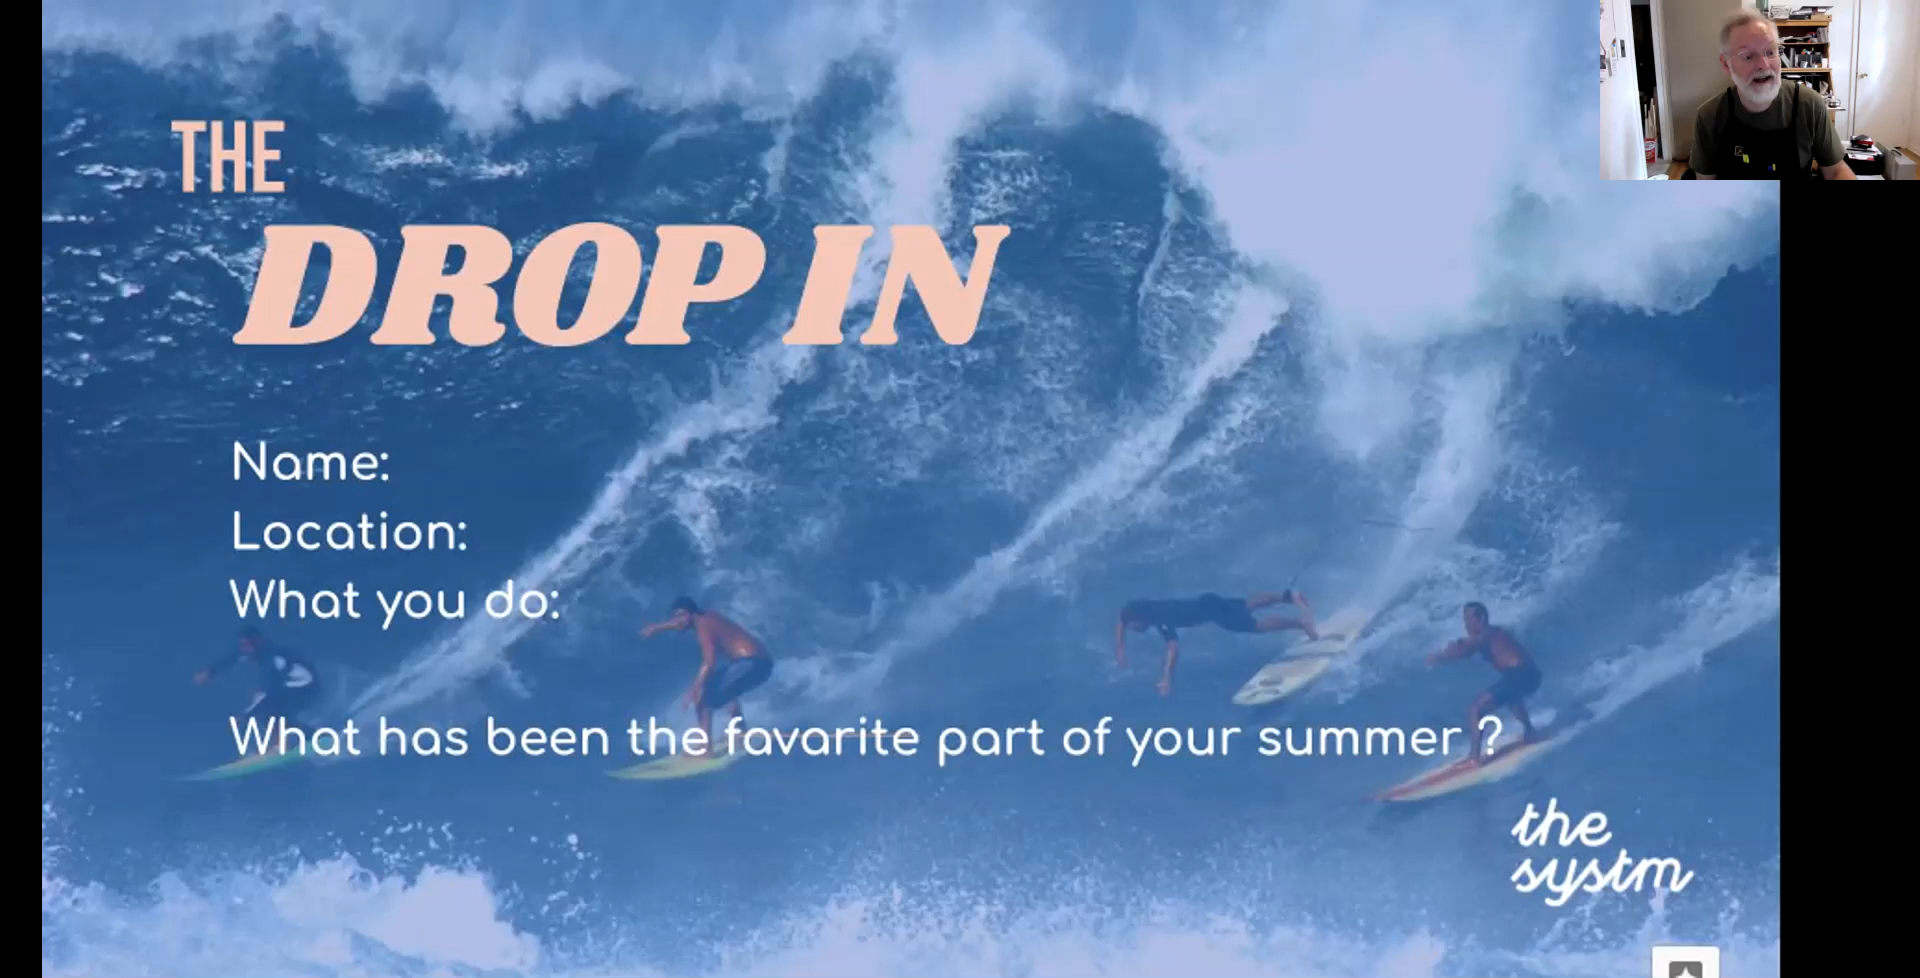 THE
DROP IN
Name:
Location:
What you do:
What has been the favarite part of your summer ?
the
systm